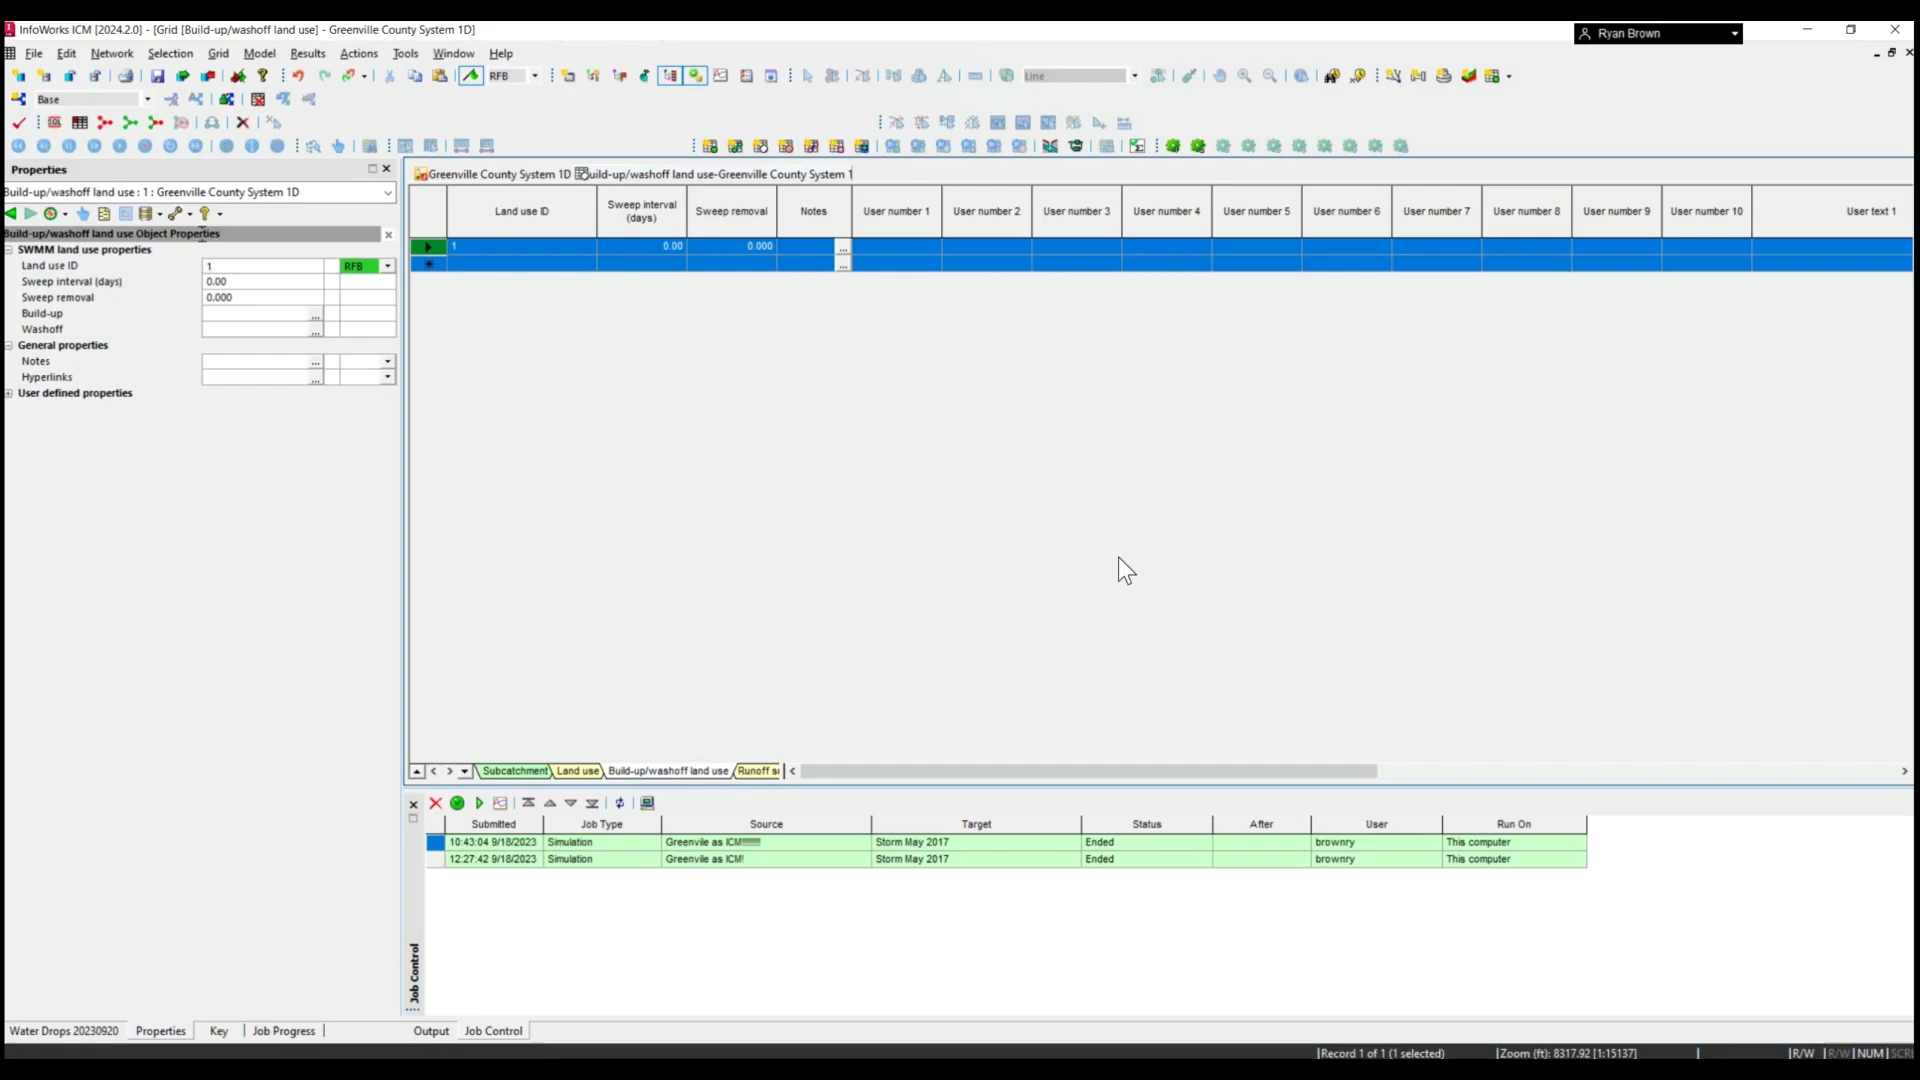 InfoWorks ICM [2024.2.0] - [Grid [Build-up/washoff land use] - Greenville County System 1D]
Ryan Brown
File Edit Network Selection Grid Model Results Actions Tools Window Help
RFB
Line
Base
Properties
Build-up/washoff land use : 1 : Greenville County System 1D
Build-up/washoff land use Object Properties
SWMM land use properties
Land use ID 1 RFB
Sweep interval (days) 0.00
Sweep removal 0.000
Build-up ...
Washoff ...
General properties
Notes ...
Hyperlinks ...
User defined properties
Greenville County System 1D uild-up/washoff land use-Greenville County System 1
Land use ID Sweep interval (days) Sweep removal Notes User number 1 User number 2 User number 3 User number 4 User number 5 User number 6 User number 7 User number 8 User number 9 User number 10 User text 1
1 0.00 0.000 ...
...
Subcatchment Land use Build-up/washoff land use Runoff s
Submitted Job Type Source Target Status After User Run On
10:43:04 9/18/2023 Simulation Storm May 2017 Ended brownry This computer
12:27:42 9/18/2023 Simulation Greenvile as ICM! Storm May 2017 Ended brownry This computer
Job Control
Water Drops 20230920 Properties Key Job Progress Output Job Control
Record 1 of 1 (1 selected) Zoom (ft): 8317.92 [1:15137] R/W R/W NUM SCRL